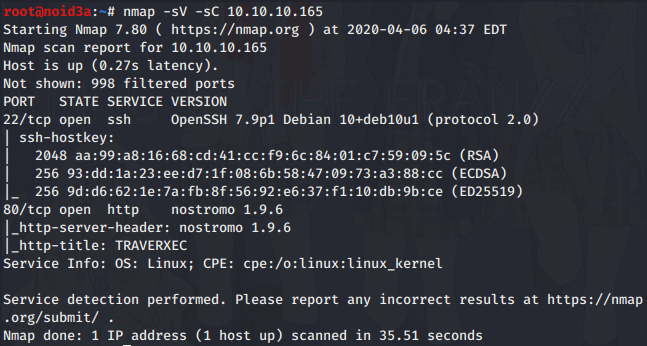 root@noid3a:~# nmap -sV -sC 10.10.10.165
Starting Nmap 7.80 ( https://nmap.org ) at 2020-04-06 04:37 EDT
Nmap scan report for 10.10.10.165
Host is up (0.27s latency).
Not shown: 998 filtered ports
PORT   STATE SERVICE VERSION
22/tcp open  ssh     OpenSSH 7.9p1 Debian 10+deb10u1 (protocol 2.0)
| ssh-hostkey:
|   2048 aa:99:a8:16:68:cd:41:cc:f9:6c:84:01:c7:59:09:5c (RSA)
|   256 93:dd:1a:23:ee:d7:1f:08:6b:58:47:09:73:a3:88:cc (ECDSA)
|_  256 9d:d6:62:1e:7a:fb:8f:56:92:e6:37:f1:10:db:9b:ce (ED25519)
80/tcp open  http    nostromo 1.9.6
|_http-server-header: nostromo 1.9.6
|_http-title: TRAVERXEC
Service Info: OS: Linux; CPE: cpe:/o:linux:linux_kernel
Service detection performed. Please report any incorrect results at https://nmap
.org/submit/ .
Nmap done: 1 IP address (1 host up) scanned in 35.51 seconds